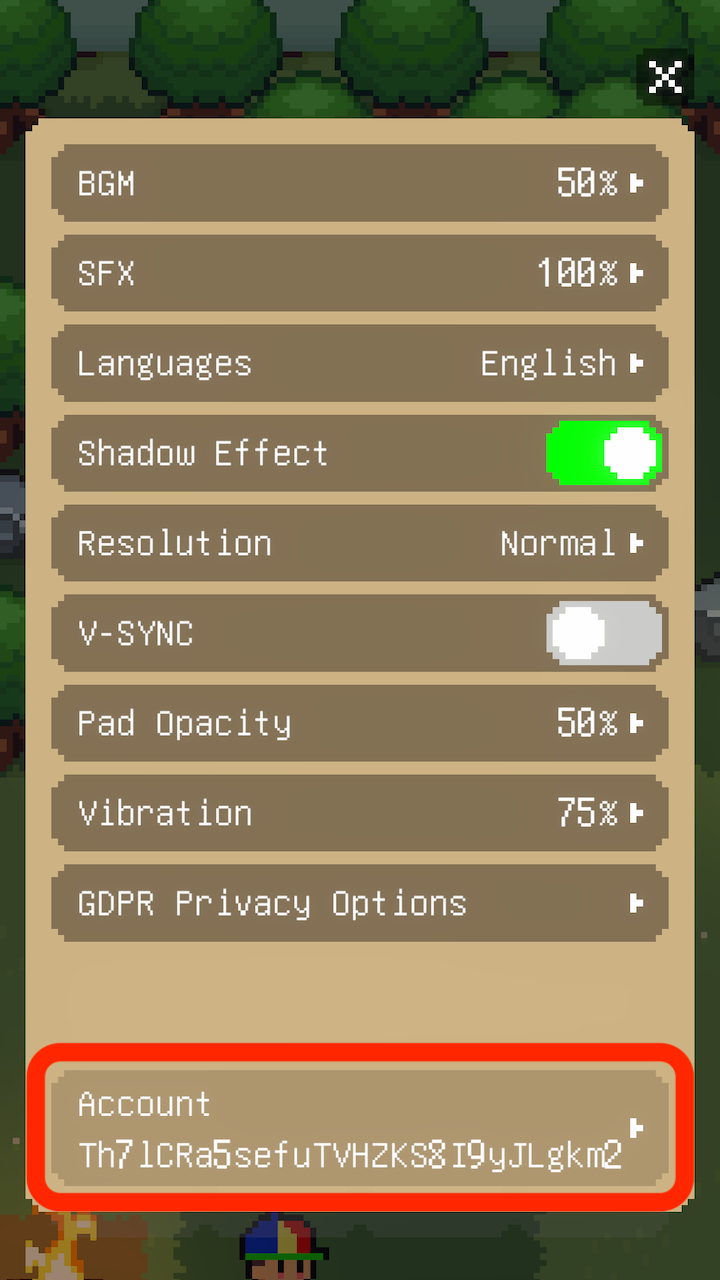 BGM 50%
SFX 100%
Languages English
Shadow Effect
Resolution Normal
V-SYNC
Pad Opacity 50%
Vibration 75%
GDPR Privacy Options
Account
Th7lCRa5sefuTVHZKS8I9yJLgkm2